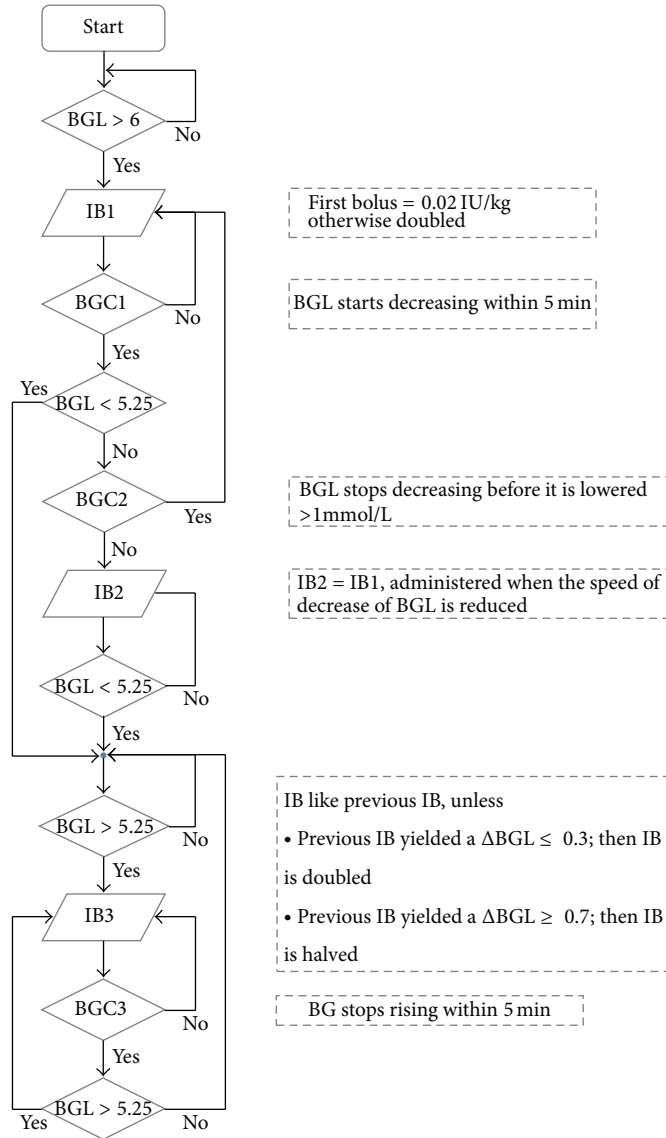 Start
BGL > 6
No
Yes
IB1
First bolus = 0.02 IU/kg
otherwise doubled
BGC1
No
BGL starts decreasing within 5 min
Yes
Yes
BGL < 5.25
No
BGC2
Yes
BGL stops decreasing before it is lowered
>1mmol/L
No
IB2
IB2 = IB1, administered when the speed of
decrease of BGL is reduced
BGL < 5.25
No
Yes
BGL > 5.25
No
Yes
IB like previous IB, unless
• Previous IB yielded a ΔBGL ≤ 0.3; then IB
is doubled
• Previous IB yielded a ΔBGL ≥ 0.7; then IB
is halved
IB3
BGC3
No
BG stops rising within 5 min
Yes
BGL > 5.25
Yes
No